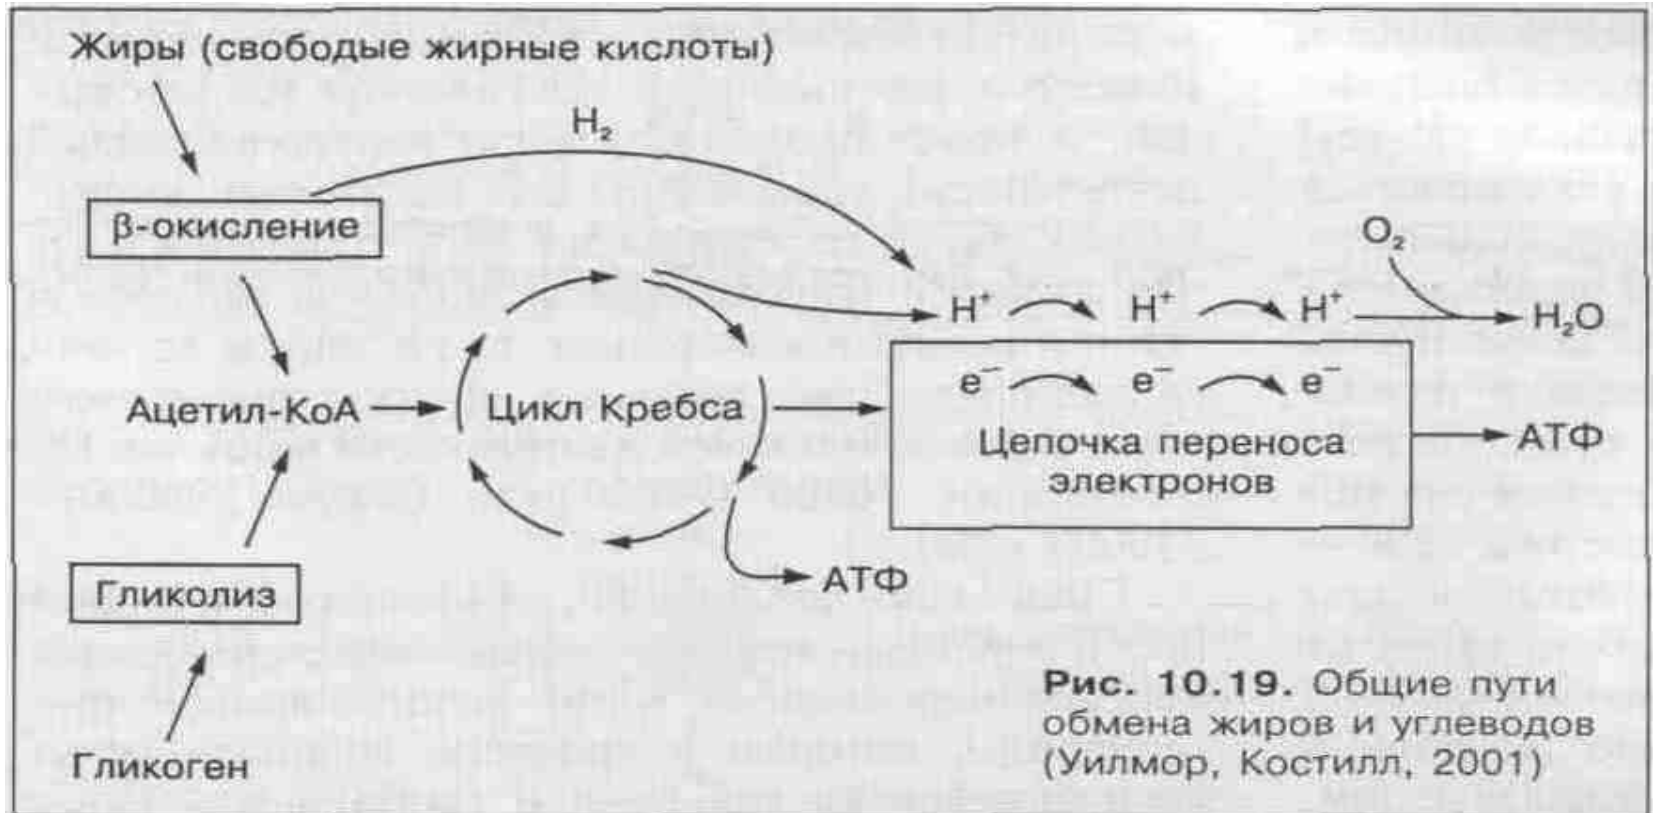 Жиры (свободые жирные кислоты)
H₂
β-окисление
O₂
H⁺ H⁺ H⁺ H₂O
e⁻ e⁻ e⁻
Ацетил-КоА Цикл Кребса
Цепочка переноса
электронов
АТФ
АТФ
Гликолиз
Гликоген
Рис. 10.19. Общие пути
обмена жиров и углеводов
(Уилмор, Костилл, 2001)